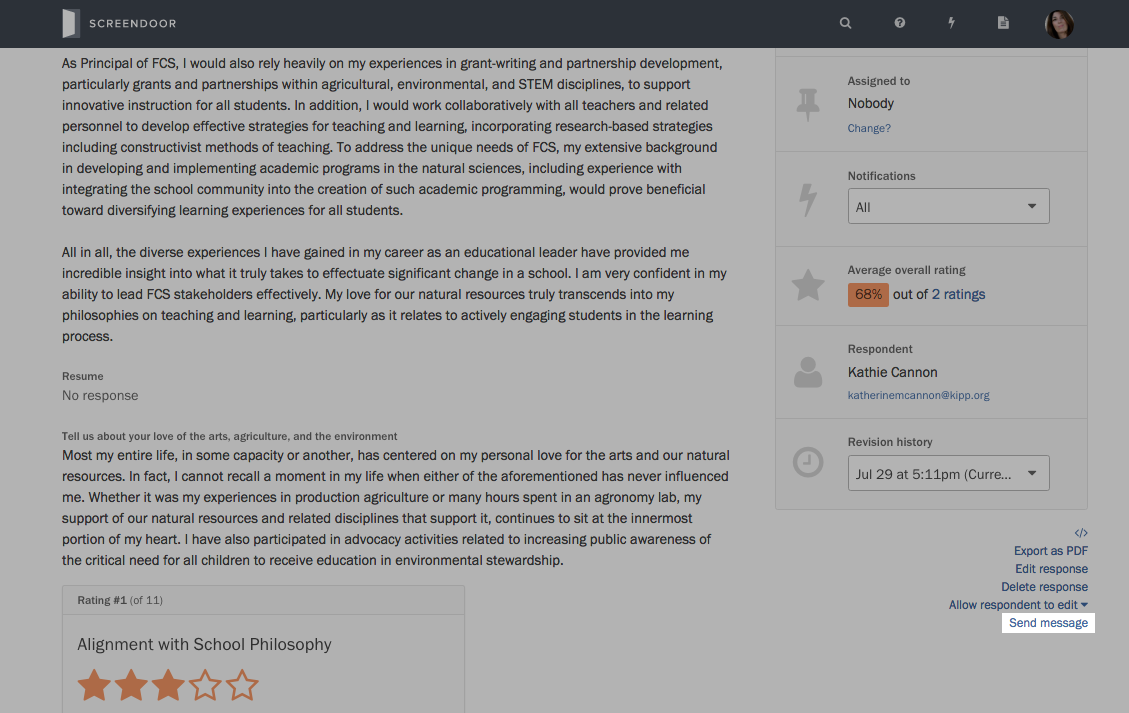 SCREENDOOR
As Principal of FCS, I would also rely heavily on my experiences in grant-writing and partnership development,
particularly grants and partnerships within agricultural, environmental, and STEM disciplines, to support
innovative instruction for all students. In addition, I would work collaboratively with all teachers and related
personnel to develop effective strategies for teaching and learning, incorporating research-based strategies
including constructivist methods of teaching. To address the unique needs of FCS, my extensive background
in developing and implementing academic programs in the natural sciences, including experience with
integrating the school community into the creation of such academic programming, would prove beneficial
toward diversifying learning experiences for all students.
All in all, the diverse experiences I have gained in my career as an educational leader have provided me
incredible insight into what it truly takes to effectuate significant change in a school. I am very confident in my
ability to lead FCS stakeholders effectively. My love for our natural resources truly transcends into my
philosophies on teaching and learning, particularly as it relates to actively engaging students in the learning
process.
Resume
No response
Tell us about your love of the arts, agriculture, and the environment
Most my entire life, in some capacity or another, has centered on my personal love for the arts and our natural
resources. In fact, I cannot recall a moment in my life when either of the aforementioned has never influenced
me. Whether it was my experiences in production agriculture or many hours spent in an agronomy lab, my
support of our natural resources and related disciplines that support it, continues to sit at the innermost
portion of my heart. I have also participated in advocacy activities related to increasing public awareness of
the critical need for all children to receive education in environmental stewardship.
Rating #1 (of 11)
Alignment with School Philosophy
Assigned to
Nobody
Change?
Notifications
All
Average overall rating
68% out of 2 ratings
Respondent
Kathie Cannon
katherinemcannon@kipp.org
Revision history
Jul 29 at 5:11pm (Curre...
</>
Export as PDF
Edit response
Delete response
Allow respondent to edit
Send message